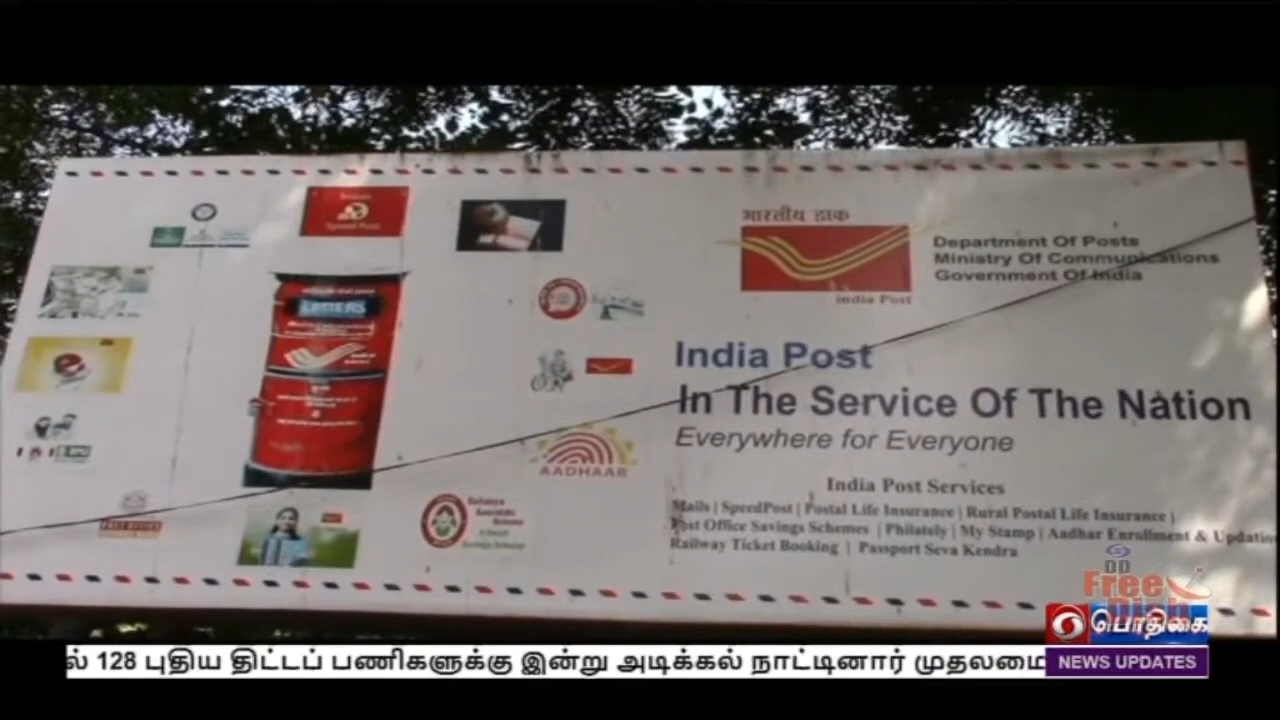 Speed Post
भारतीय डाक
India Post
Department Of Posts
Ministry Of Communications
Government Of India
LETTERS
India Post
In The Service Of The Nation
Everywhere for Everyone
AADHAAR
India Post Services
Mails | SpeedPost | Postal Life Insurance | Rural Postal Life Insurance |
Post Office Savings Schemes | Philately | My Stamp | Aadhar Enrollment & Updatio
Railway Ticket Booking | Passport Seva Kendra
DD
Free Dish
பொதிகை
ல் 128 புதிய திட்டப் பணிகளுக்கு இன்று அடிக்கல் நாட்டினார் முதலமை
NEWS UPDATES